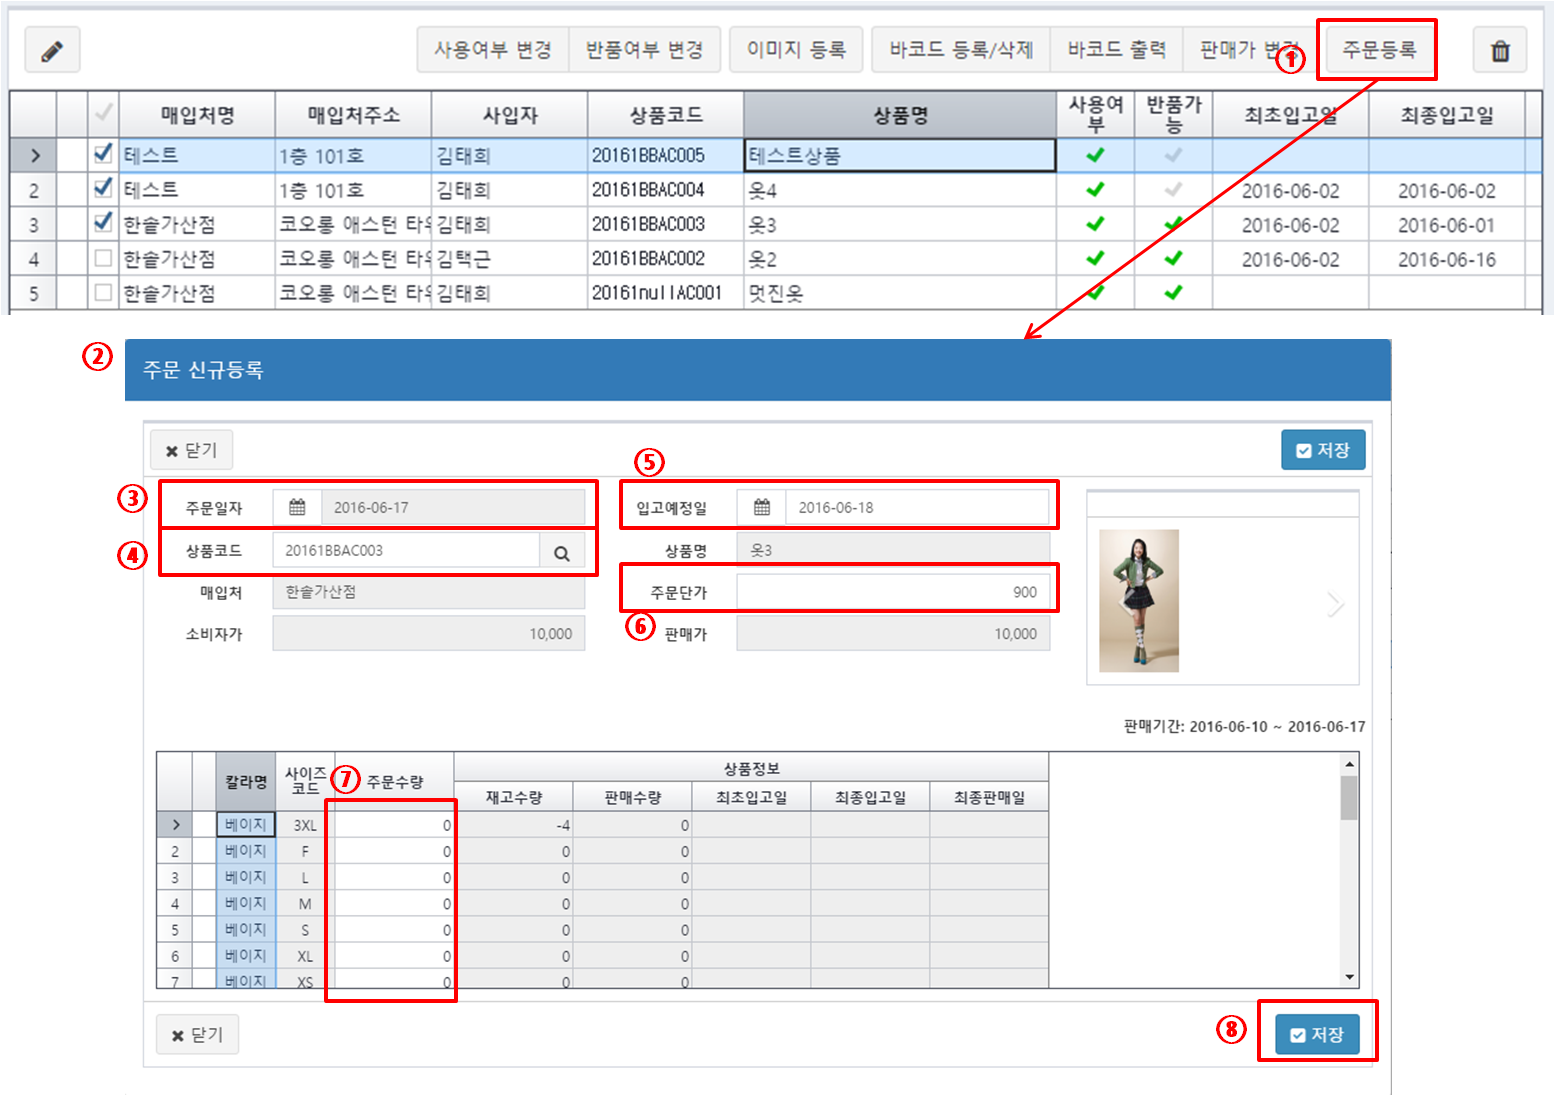 사용여부 변경 반품여부 변경 이미지 등록 바코드 등록/삭제 바코드 출력 판매가 변경 ① 주문등록
매입처명 매입처주소 사입자 상품코드 상품명 사용여부 반품가능 최초입고일 최종입고일
> 테스트 1층 101호 김태희 20161BBAC005 테스트상품
2 테스트 1층 101호 김태희 20161BBAC004 옷4 2016-06-02 2016-06-02
3 한솔가산점 코오롱 애스턴 타 김태희 20161BBAC003 옷3 2016-06-02 2016-06-01
4 한솔가산점 코오롱 애스턴 타 김택근 20161BBAC002 옷2 2016-06-02 2016-06-16
5 한솔가산점 코오롱 애스턴 타 김태희 20161nullAC001 멋진옷
② 주문 신규등록
닫기 저장
③ 주문일자 2016-06-17 ⑤ 입고예정일 2016-06-18
④ 상품코드 20161BBAC003 상품명 옷3
매입처 한솔가산점 주문단가 900
소비자가 10,000 ⑥ 판매가 10,000
판매기간: 2016-06-10 ~ 2016-06-17
칼라명 사이즈코드 ⑦ 주문수량 상품정보
재고수량 판매수량 최초입고일 최종입고일 최종판매일
> 베이지 3XL 0 -4 0
2 베이지 F 0 0 0
3 베이지 L 0 0 0
4 베이지 M 0 0 0
5 베이지 S 0 0 0
6 베이지 XL 0 0 0
7 베이지 XS 0 0 0
닫기 ⑧ 저장